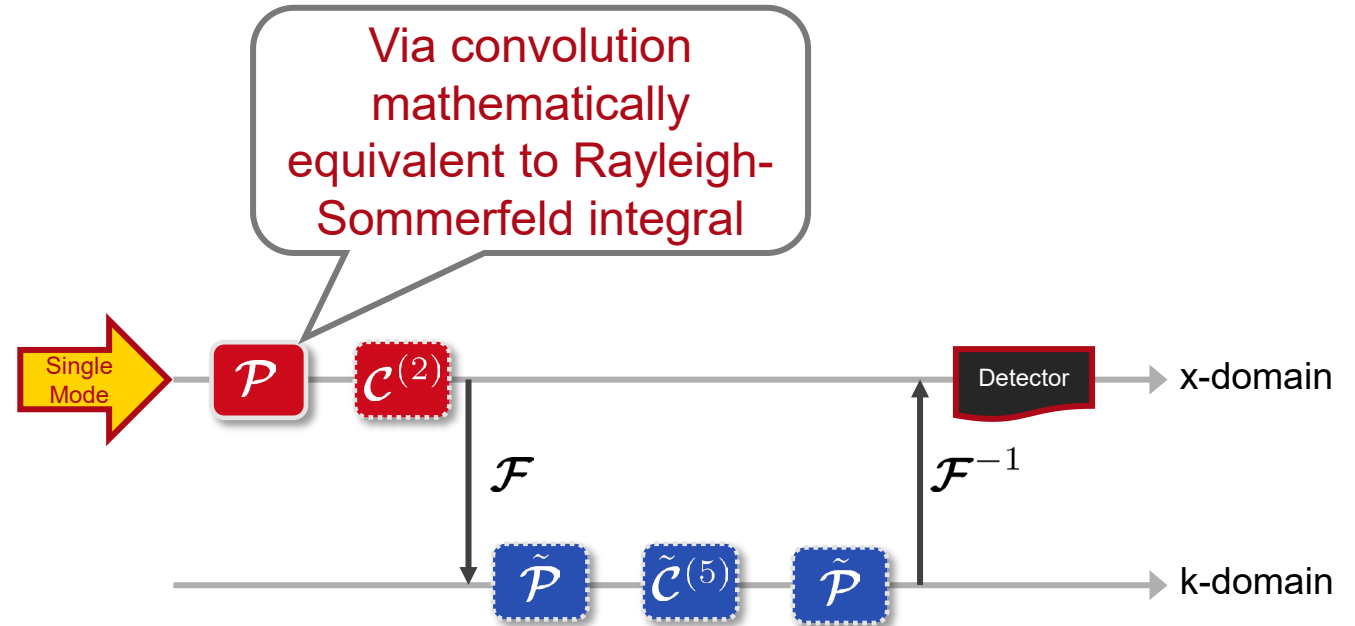 Via convolution
mathematically
equivalent to Rayleigh-
Sommerfeld integral
Single
Mode
𝒫
𝒞^(2)
Detector
x-domain
ℱ
ℱ^−1
𝒫̃
𝒞̃^(5)
𝒫̃
k-domain